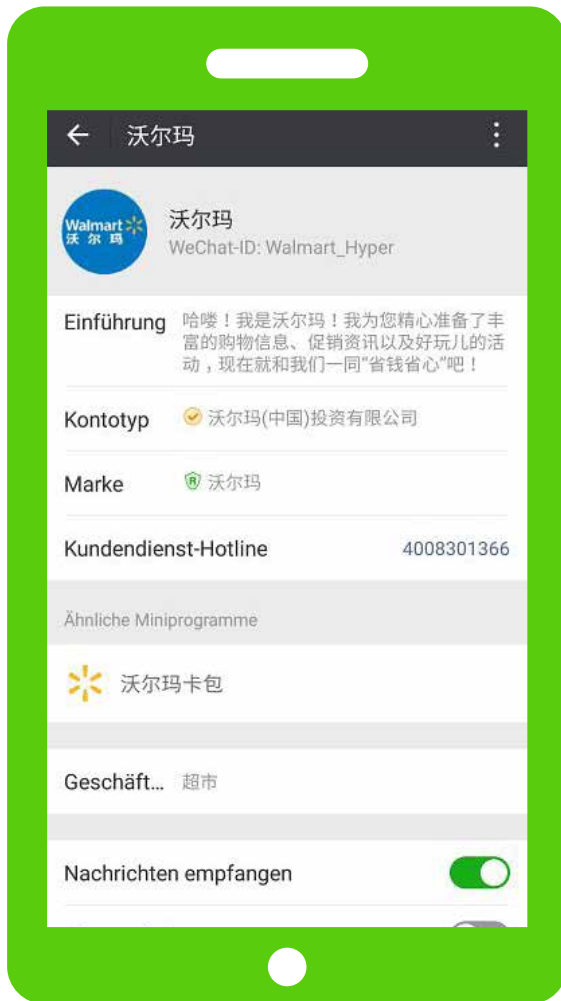 沃尔玛
Walmart
沃尔玛
沃尔玛
WeChat-ID: Walmart_Hyper
Einführung
哈喽！我是沃尔玛！我为您精心准备了丰
富的购物信息、促销资讯以及好玩儿的活
动，现在就和我们一同“省钱省心”吧！
Kontotyp 沃尔玛(中国)投资有限公司
Marke ® 沃尔玛
Kundendienst-Hotline 4008301366
Ähnliche Miniprogramme
沃尔玛卡包
Geschäft... 超市
Nachrichten empfangen